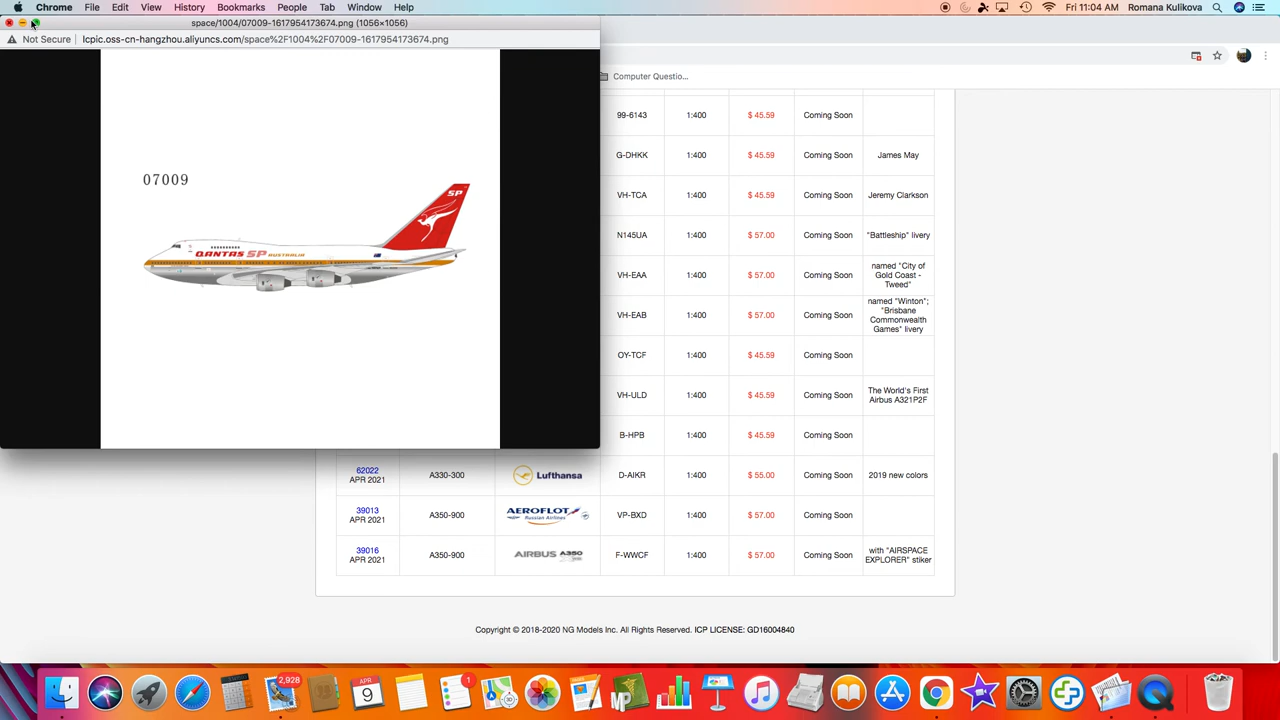 Chrome File Edit View History Bookmarks People Tab Window Help Fri 11:04 AM Romana Kulikova
space/1004/07009-1617954173674.png (1056×1056)
Not Secure lcpic.oss-cn-hangzhou.aliyuncs.com/space%2F1004%2F07009-1617954173674.png
Computer Questio...
07009
SP
QANTAS SP AUSTRALIA
99-6143 1:400 $ 45.59 Coming Soon
G-DHKK 1:400 $ 45.59 Coming Soon James May
VH-TCA 1:400 $ 45.59 Coming Soon Jeremy Clarkson
N145UA 1:400 $ 57.00 Coming Soon "Battleship" livery
VH-EAA 1:400 $ 57.00 Coming Soon named "City of
Gold Coast -
Tweed"
VH-EAB 1:400 $ 57.00 Coming Soon named "Winton";
"Brisbane
Commonwealth
Games" livery
OY-TCF 1:400 $ 45.59 Coming Soon
VH-ULD 1:400 $ 45.59 Coming Soon The World's First
Airbus A321P2F
B-HPB 1:400 $ 45.59 Coming Soon
62022
APR 2021 A330-300 Lufthansa D-AIKR 1:400 $ 55.00 Coming Soon 2019 new colors
39013
APR 2021 A350-900 AEROFLOT
Russian Airlines VP-BXD 1:400 $ 57.00 Coming Soon
39016
APR 2021 A350-900 AIRBUS A350 F-WWCF 1:400 $ 57.00 Coming Soon with "AIRSPACE
EXPLORER" stiker
Copyright © 2018-2020 NG Models Inc. All Rights Reserved. ICP LICENSE: GD16004840
2,928
APR
9
1